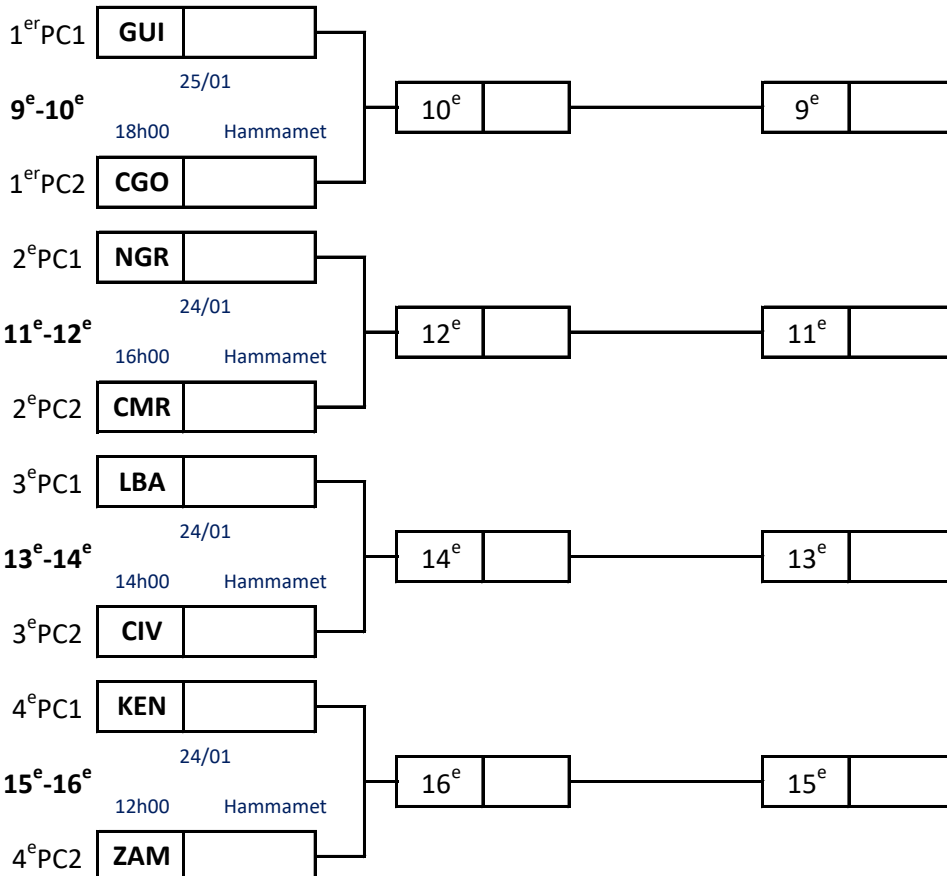 1erPC1 GUI
25/01
9e-10e 10e 9e
18h00 Hammamet
1erPC2 CGO
2ePC1 NGR
24/01
11e-12e 12e 11e
16h00 Hammamet
2ePC2 CMR
3ePC1 LBA
24/01
13e-14e 14e 13e
14h00 Hammamet
3ePC2 CIV
4ePC1 KEN
24/01
15e-16e 16e 15e
12h00 Hammamet
4ePC2 ZAM